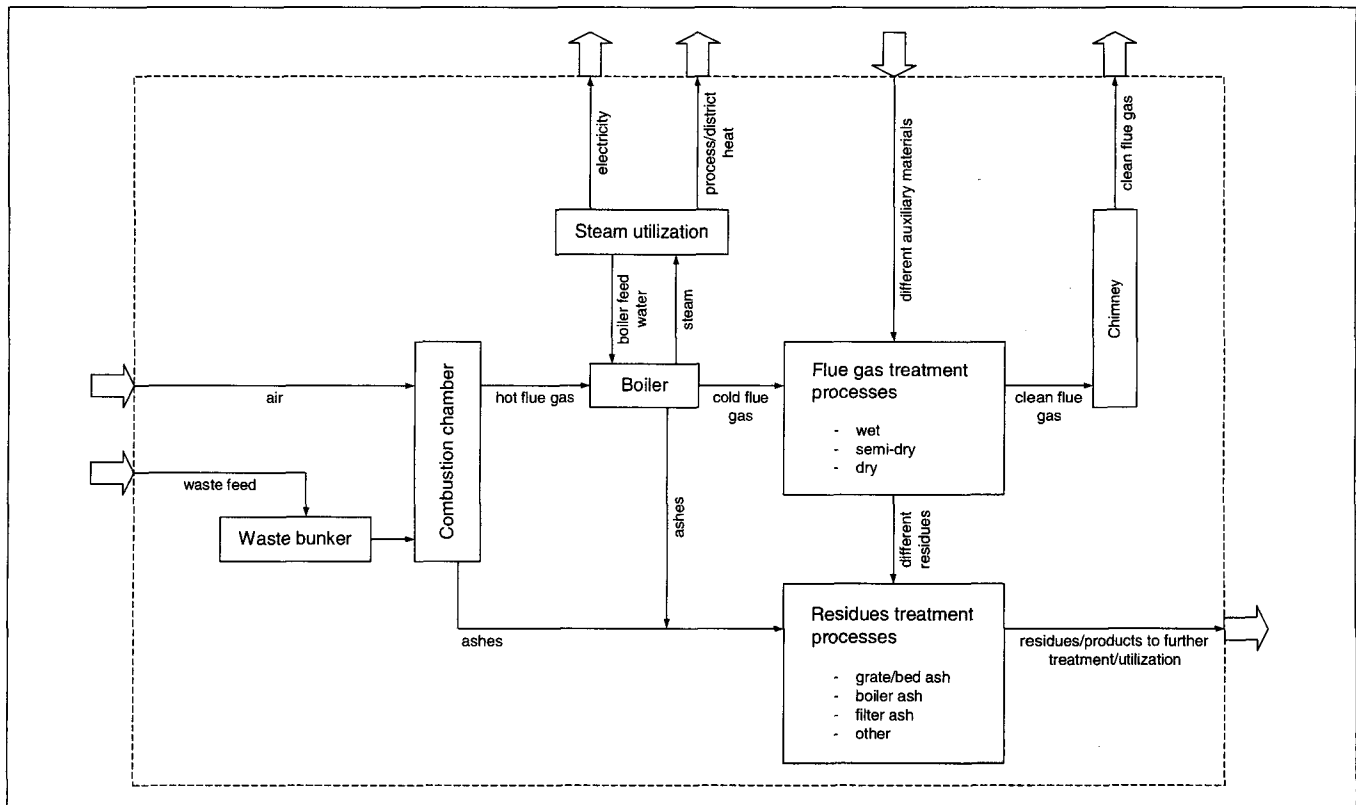 electricity
process/district
heat
different auxiliary materials
clean flue gas
Steam utilization
boiler feed
water
steam
Chimney
air
Combustion chamber
hot flue gas
Boiler
cold flue
gas
Flue gas treatment
processes
- wet
- semi-dry
- dry
clean flue
gas
waste feed
Waste bunker
ashes
different
residues
ashes
Residues treatment
processes
- grate/bed ash
- boiler ash
- filter ash
- other
residues/products to further
treatment/utilization